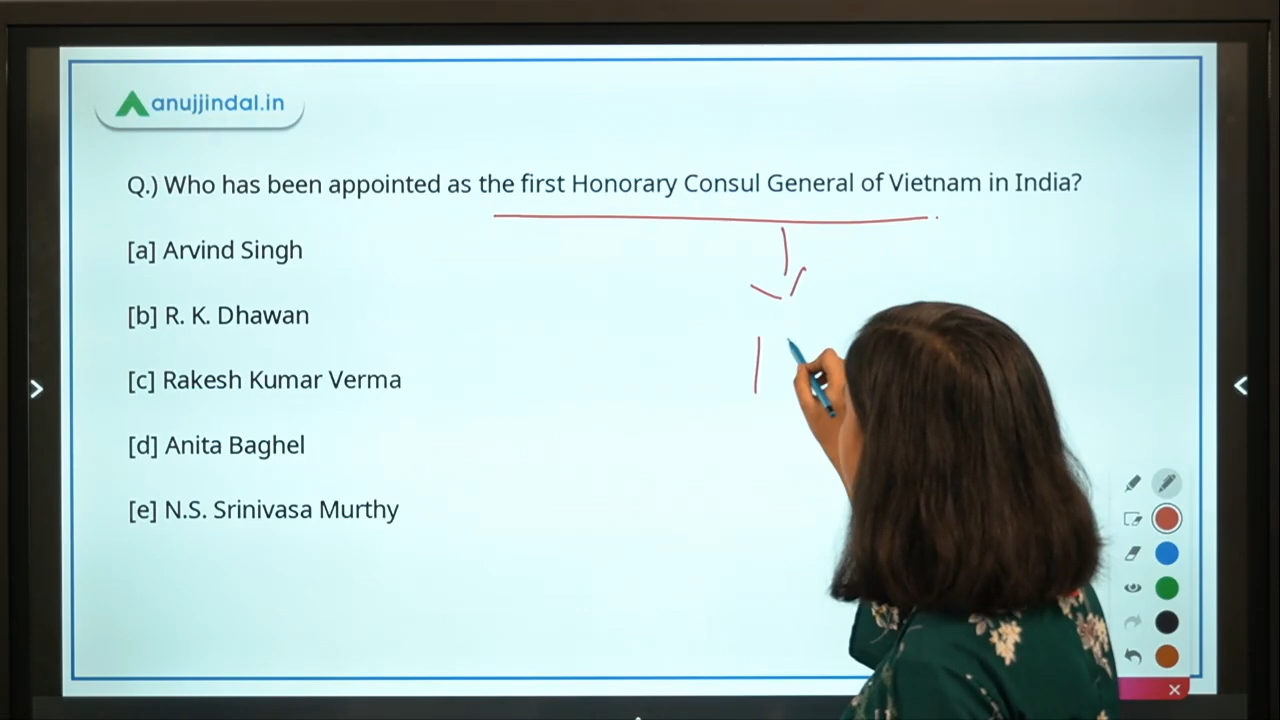 anujjindal.in
Q.) Who has been appointed as the first Honorary Consul General of Vietnam in India?
[a] Arvind Singh
[b] R. K. Dhawan
[c] Rakesh Kumar Verma
[d] Anita Baghel
[e] N.S. Srinivasa Murthy